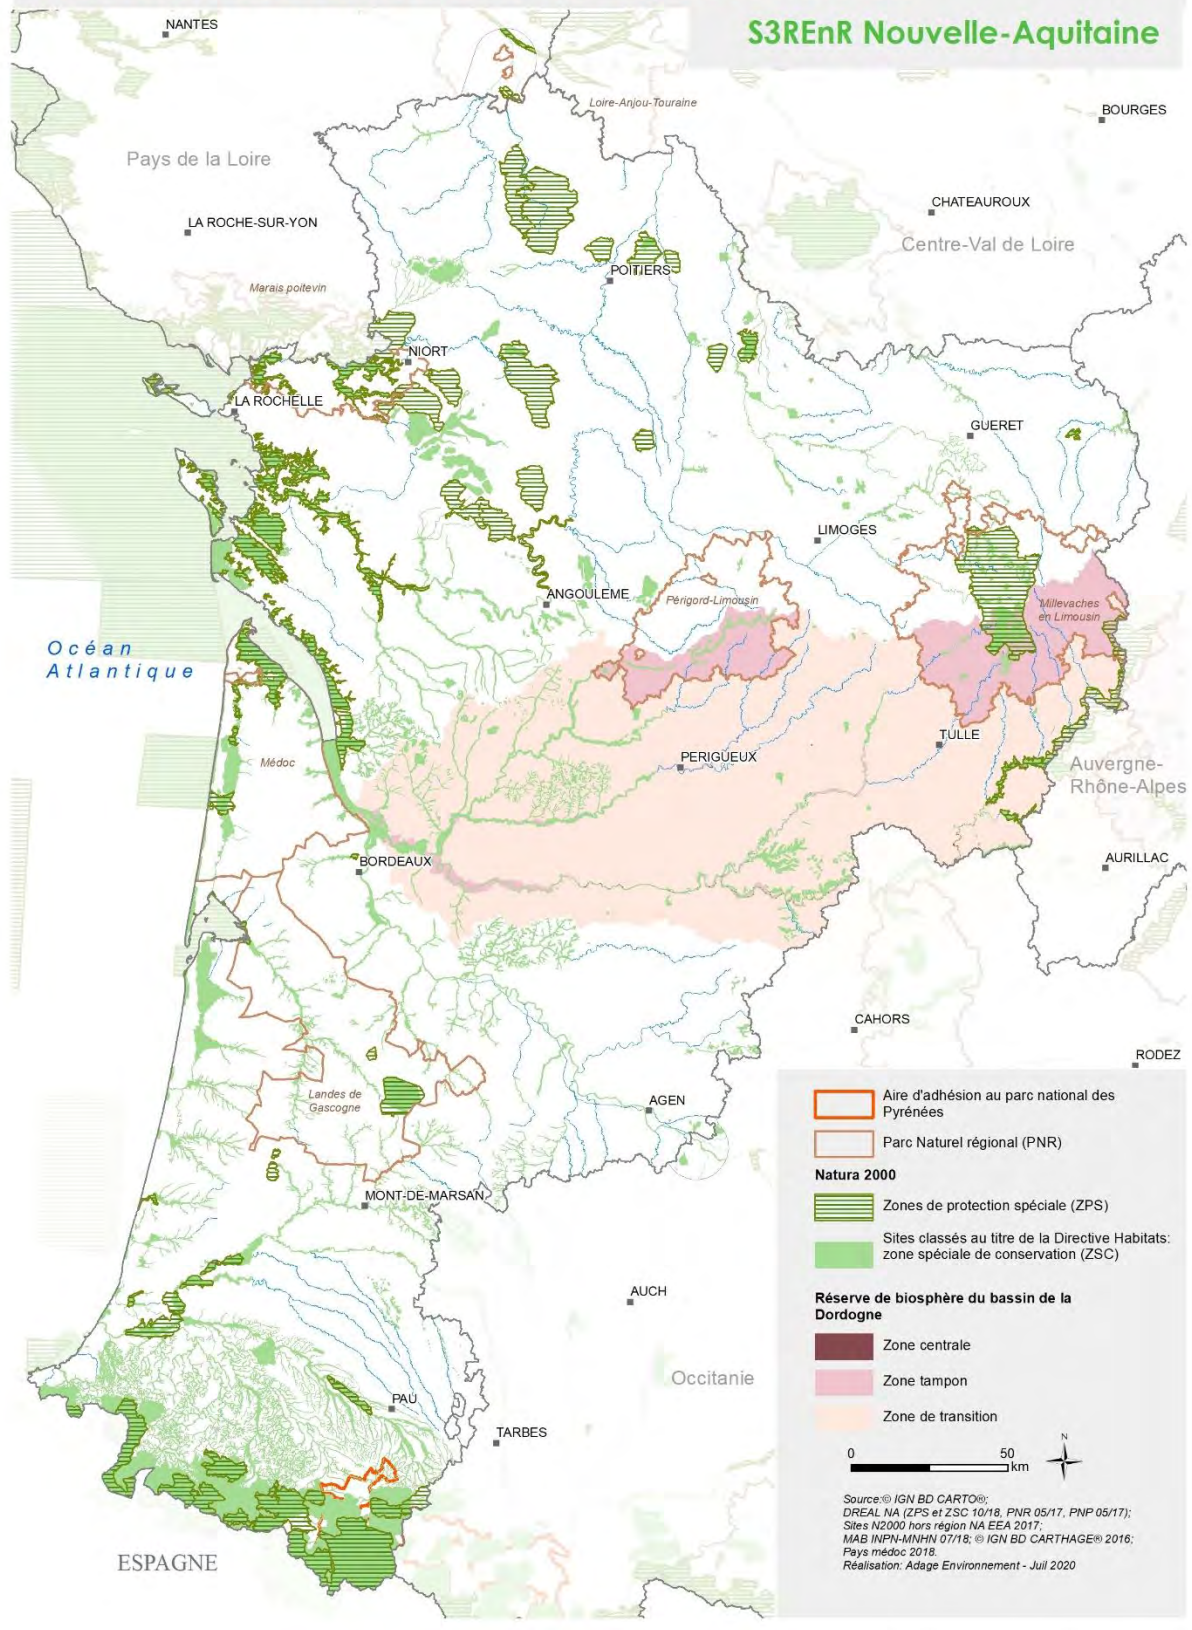 S3REnR Nouvelle-Aquitaine
NANTES
Loire-Anjou-Touraine
BOURGES
Pays de la Loire
CHATEAUROUX
LA ROCHE-SUR-YON
Centre-Val de Loire
POITIERS
Marais poitevin
NIORT
LA ROCHELLE
GUERET
LIMOGES
ANGOULEME
Périgord-Limousin
Millevaches
en Limousin
Océan
Atlantique
TULLE
PERIGUEUX
Médoc
Auvergne-
Rhône-Alpes
BORDEAUX
AURILLAC
CAHORS
RODEZ
Landes de
Gascogne
AGEN
MONT-DE-MARSAN
AUCH
Occitanie
PAU
TARBES
ESPAGNE
Aire d'adhésion au parc national des
Pyrénées
Parc Naturel régional (PNR)
Natura 2000
Zones de protection spéciale (ZPS)
Sites classés au titre de la Directive Habitats:
zone spéciale de conservation (ZSC)
Réserve de biosphère du bassin de la
Dordogne
Zone centrale
Zone tampon
Zone de transition
N
0 50
km
Source:© IGN BD CARTO®;
DREAL NA (ZPS et ZSC 10/18, PNR 05/17, PNP 05/17);
Sites N2000 hors région NA EEA 2017;
MAB INPN-MNHN 07/18; © IGN BD CARTHAGE® 2016;
Pays médoc 2018.
Réalisation: Adage Environnement - Juil 2020